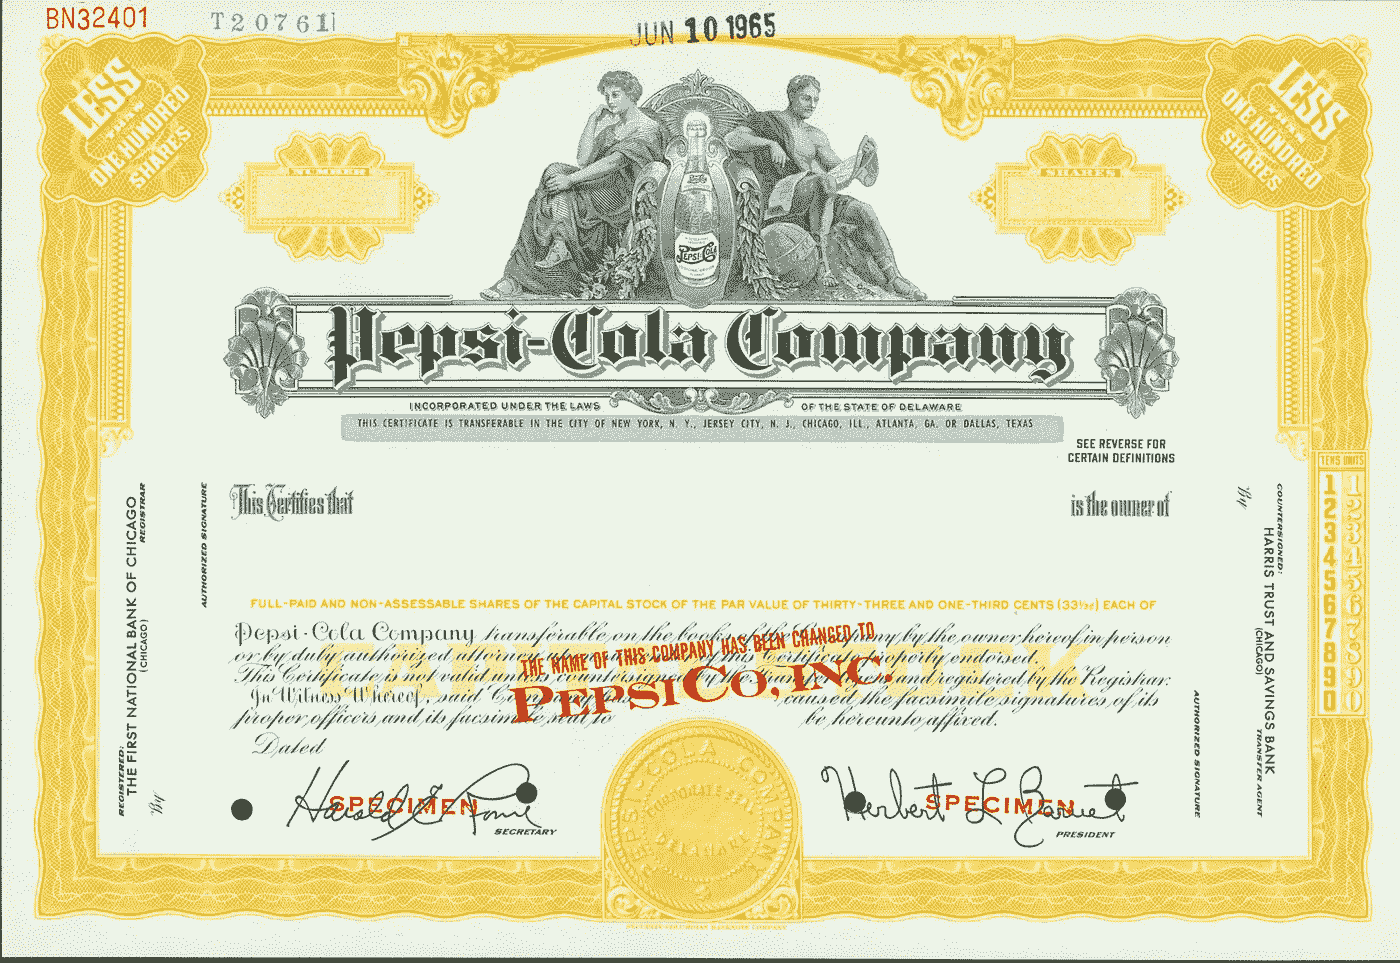 BN32401 T20761
JUN 10 1965
LESS THAN ONE HUNDRED SHARES
LESS THAN ONE HUNDRED SHARES
NUMBER
SHARES
PEPSI-COLA
Pepsi-Cola Company
INCORPORATED UNDER THE LAWS OF THE STATE OF DELAWARE
THIS CERTIFICATE IS TRANSFERABLE IN THE CITY OF NEW YORK, N. Y., JERSEY CITY, N. J., CHICAGO, ILL., ATLANTA, GA. OR DALLAS, TEXAS
SEE REVERSE FOR
CERTAIN DEFINITIONS
This Certifies that is the owner of
FULL-PAID AND NON-ASSESSABLE SHARES OF THE CAPITAL STOCK OF THE PAR VALUE OF THIRTY-THREE AND ONE-THIRD CENTS (33⅓¢) EACH OF
Pepsi-Cola Company transferable on the books of the Company by the owner hereof in person
or by duly authorized attorney upon surrender of this Certificate properly endorsed.
This Certificate is not valid unless countersigned by the Transfer Agent and registered by the Registrar.
In Witness Whereof, said Company has caused the facsimile signatures of its
proper officers and its facsimile seal to be hereunto affixed.
Dated
THE NAME OF THIS COMPANY HAS BEEN CHANGED TO
PEPSICO, INC.
SPECIMEN
SECRETARY
SPECIMEN
Herbert L. Barnet
PRESIDENT
PEPSI-COLA COMPANY
CORPORATE SEAL
DELAWARE
REGISTERED:
THE FIRST NATIONAL BANK OF CHICAGO
(CHICAGO)
REGISTRAR
By
AUTHORIZED SIGNATURE
COUNTERSIGNED:
HARRIS TRUST AND SAVINGS BANK
(CHICAGO)
TRANSFER AGENT
By
AUTHORIZED SIGNATURE
TENS UNITS
1 1
2 2
3 3
4 4
5 5
6 6
7 7
8 8
9 9
0 0